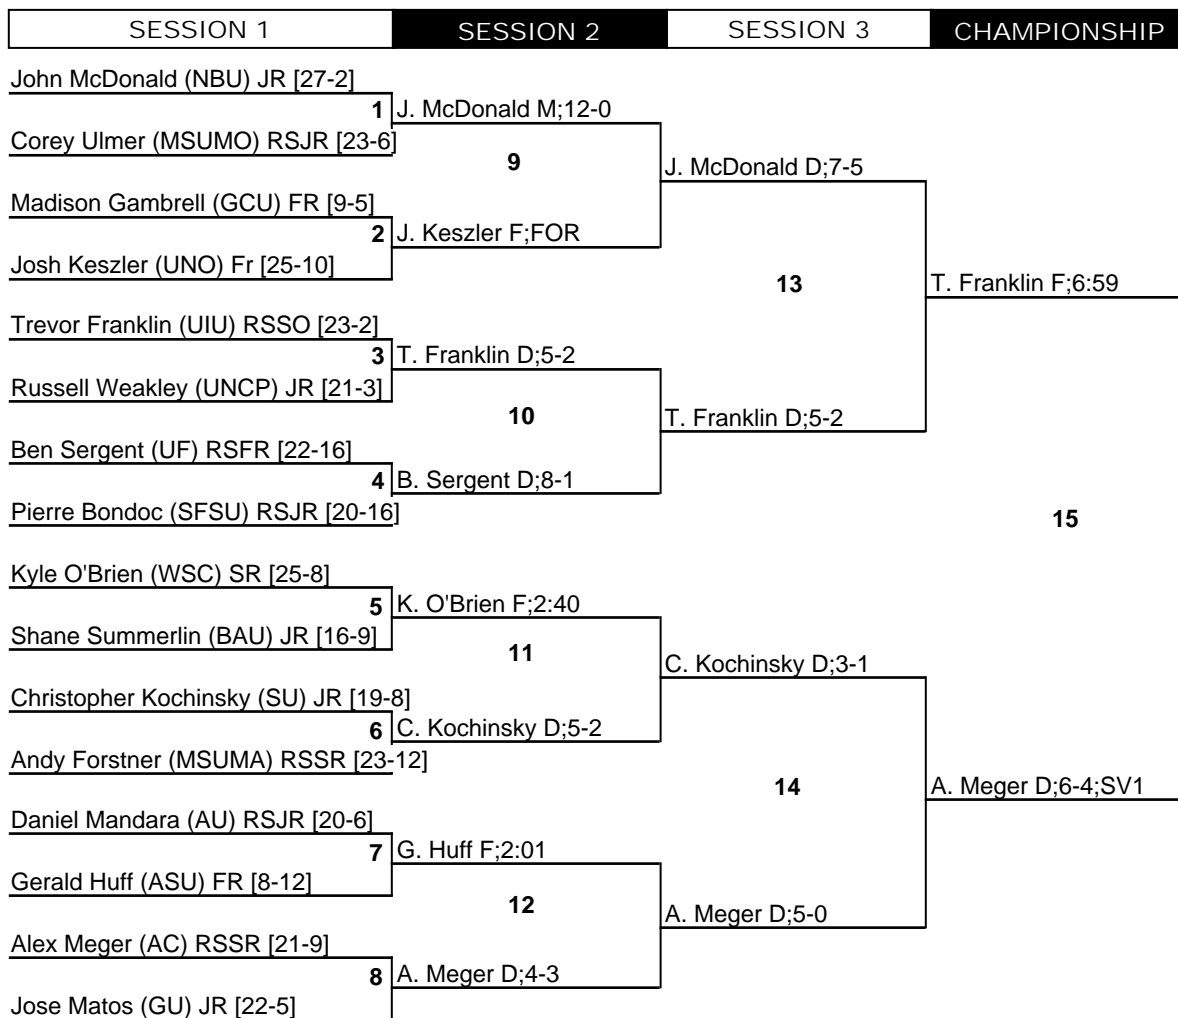 SESSION 1
SESSION 2
SESSION 3
CHAMPIONSHIP
John McDonald (NBU) JR [27-2]
1
J. McDonald M;12-0
Corey Ulmer (MSUMO) RSJR [23-6]
9
J. McDonald D;7-5
Madison Gambrell (GCU) FR [9-5]
2
J. Keszler F;FOR
Josh Keszler (UNO) Fr [25-10]
13
T. Franklin F;6:59
Trevor Franklin (UIU) RSSO [23-2]
3
T. Franklin D;5-2
Russell Weakley (UNCP) JR [21-3]
10
T. Franklin D;5-2
Ben Sergent (UF) RSFR [22-16]
4
B. Sergent D;8-1
Pierre Bondoc (SFSU) RSJR [20-16]
15
Kyle O'Brien (WSC) SR [25-8]
5
K. O'Brien F;2:40
Shane Summerlin (BAU) JR [16-9]
11
C. Kochinsky D;3-1
Christopher Kochinsky (SU) JR [19-8]
6
C. Kochinsky D;5-2
Andy Forstner (MSUMA) RSSR [23-12]
14
A. Meger D;6-4;SV1
Daniel Mandara (AU) RSJR [20-6]
7
G. Huff F;2:01
Gerald Huff (ASU) FR [8-12]
12
A. Meger D;5-0
Alex Meger (AC) RSSR [21-9]
8
A. Meger D;4-3
Jose Matos (GU) JR [22-5]